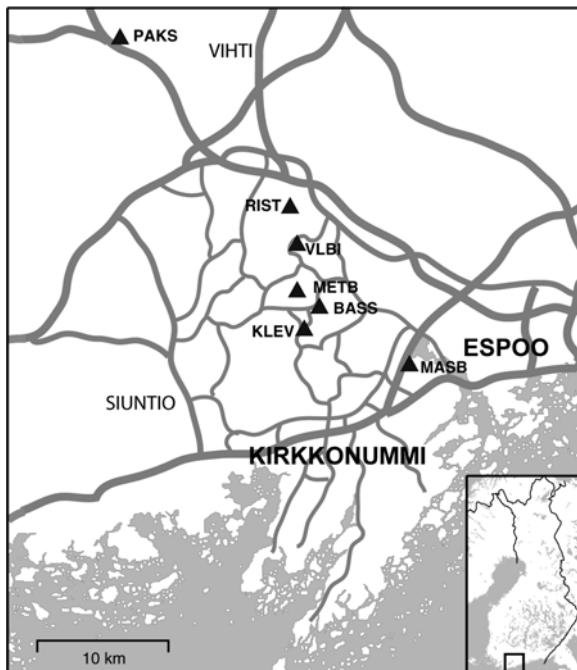 PAKS
VIHTI
RIST
VLBI
METB
BASS
KLEV
ESPOO
MASB
SIUNTIO
KIRKKONUMMI
10 km